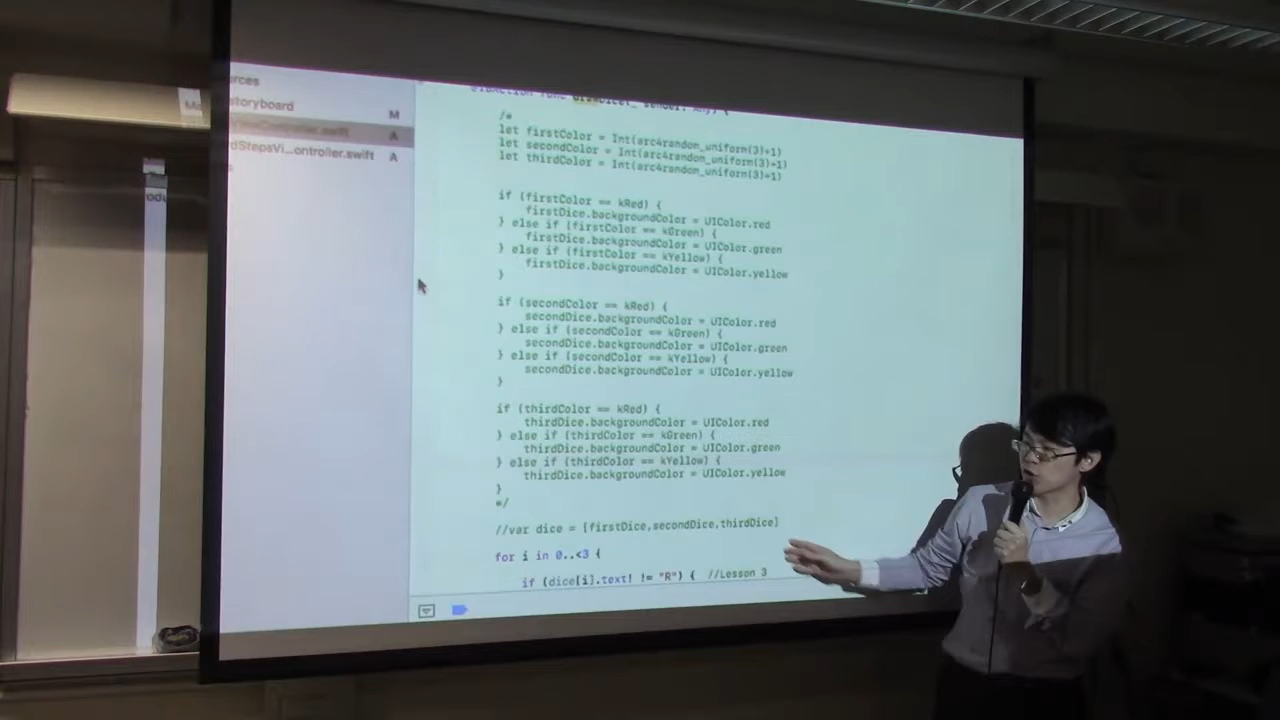 storyboard
M
A
dStepsVi...ontroller.swift
A
/*
let firstColor = Int(arc4random_uniform(3)+1)
let secondColor = Int(arc4random_uniform(3)+1)
let thirdColor = Int(arc4random_uniform(3)+1)
if (firstColor == kRed) {
firstDice.backgroundColor = UIColor.red
} else if (firstColor == kGreen) {
firstDice.backgroundColor = UIColor.green
} else if (firstColor == kYellow) {
firstDice.backgroundColor = UIColor.yellow
}
if (secondColor == kRed) {
secondDice.backgroundColor = UIColor.red
} else if (secondColor == kGreen) {
secondDice.backgroundColor = UIColor.green
} else if (secondColor == kYellow) {
secondDice.backgroundColor = UIColor.yellow
}
if (thirdColor == kRed) {
thirdDice.backgroundColor = UIColor.red
} else if (thirdColor == kGreen) {
thirdDice.backgroundColor = UIColor.green
} else if (thirdColor == kYellow) {
thirdDice.backgroundColor = UIColor.yellow
}
*/
//var dice = [firstDice,secondDice,thirdDice]
for i in 0..<3 {
if (dice[i].text! != "R") { //Lesson 3